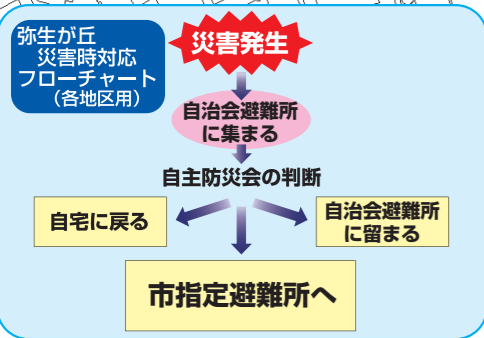 弥生が丘
災害時対応
フローチャート
（各地区用）
災害発生
自治会避難所
に集まる
自主防災会の判断
自宅に戻る
自治会避難所
に留まる
市指定避難所へ